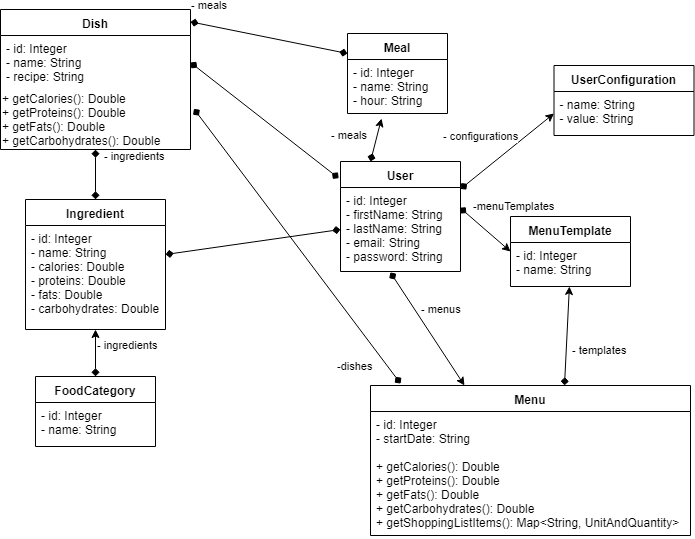 - meals
Dish
- id: Integer
- name: String
- recipe: String
+ getCalories(): Double
+ getProteins(): Double
+ getFats(): Double
+ getCarbohydrates(): Double
Meal
- id: Integer
- name: String
- hour: String
UserConfiguration
- name: String
- value: String
- meals
- configurations
- ingredients
User
- id: Integer
- firstName: String
- lastName: String
- email: String
- password: String
-menuTemplates
Ingredient
- id: Integer
- name: String
- calories: Double
- proteins: Double
- fats: Double
- carbohydrates: Double
MenuTemplate
- id: Integer
- name: String
- menus
- ingredients
- templates
-dishes
FoodCategory
- id: Integer
- name: String
Menu
- id: Integer
- startDate: String
+ getCalories(): Double
+ getProteins(): Double
+ getFats(): Double
+ getCarbohydrates(): Double
+ getShoppingListItems(): Map<String, UnitAndQuantity>